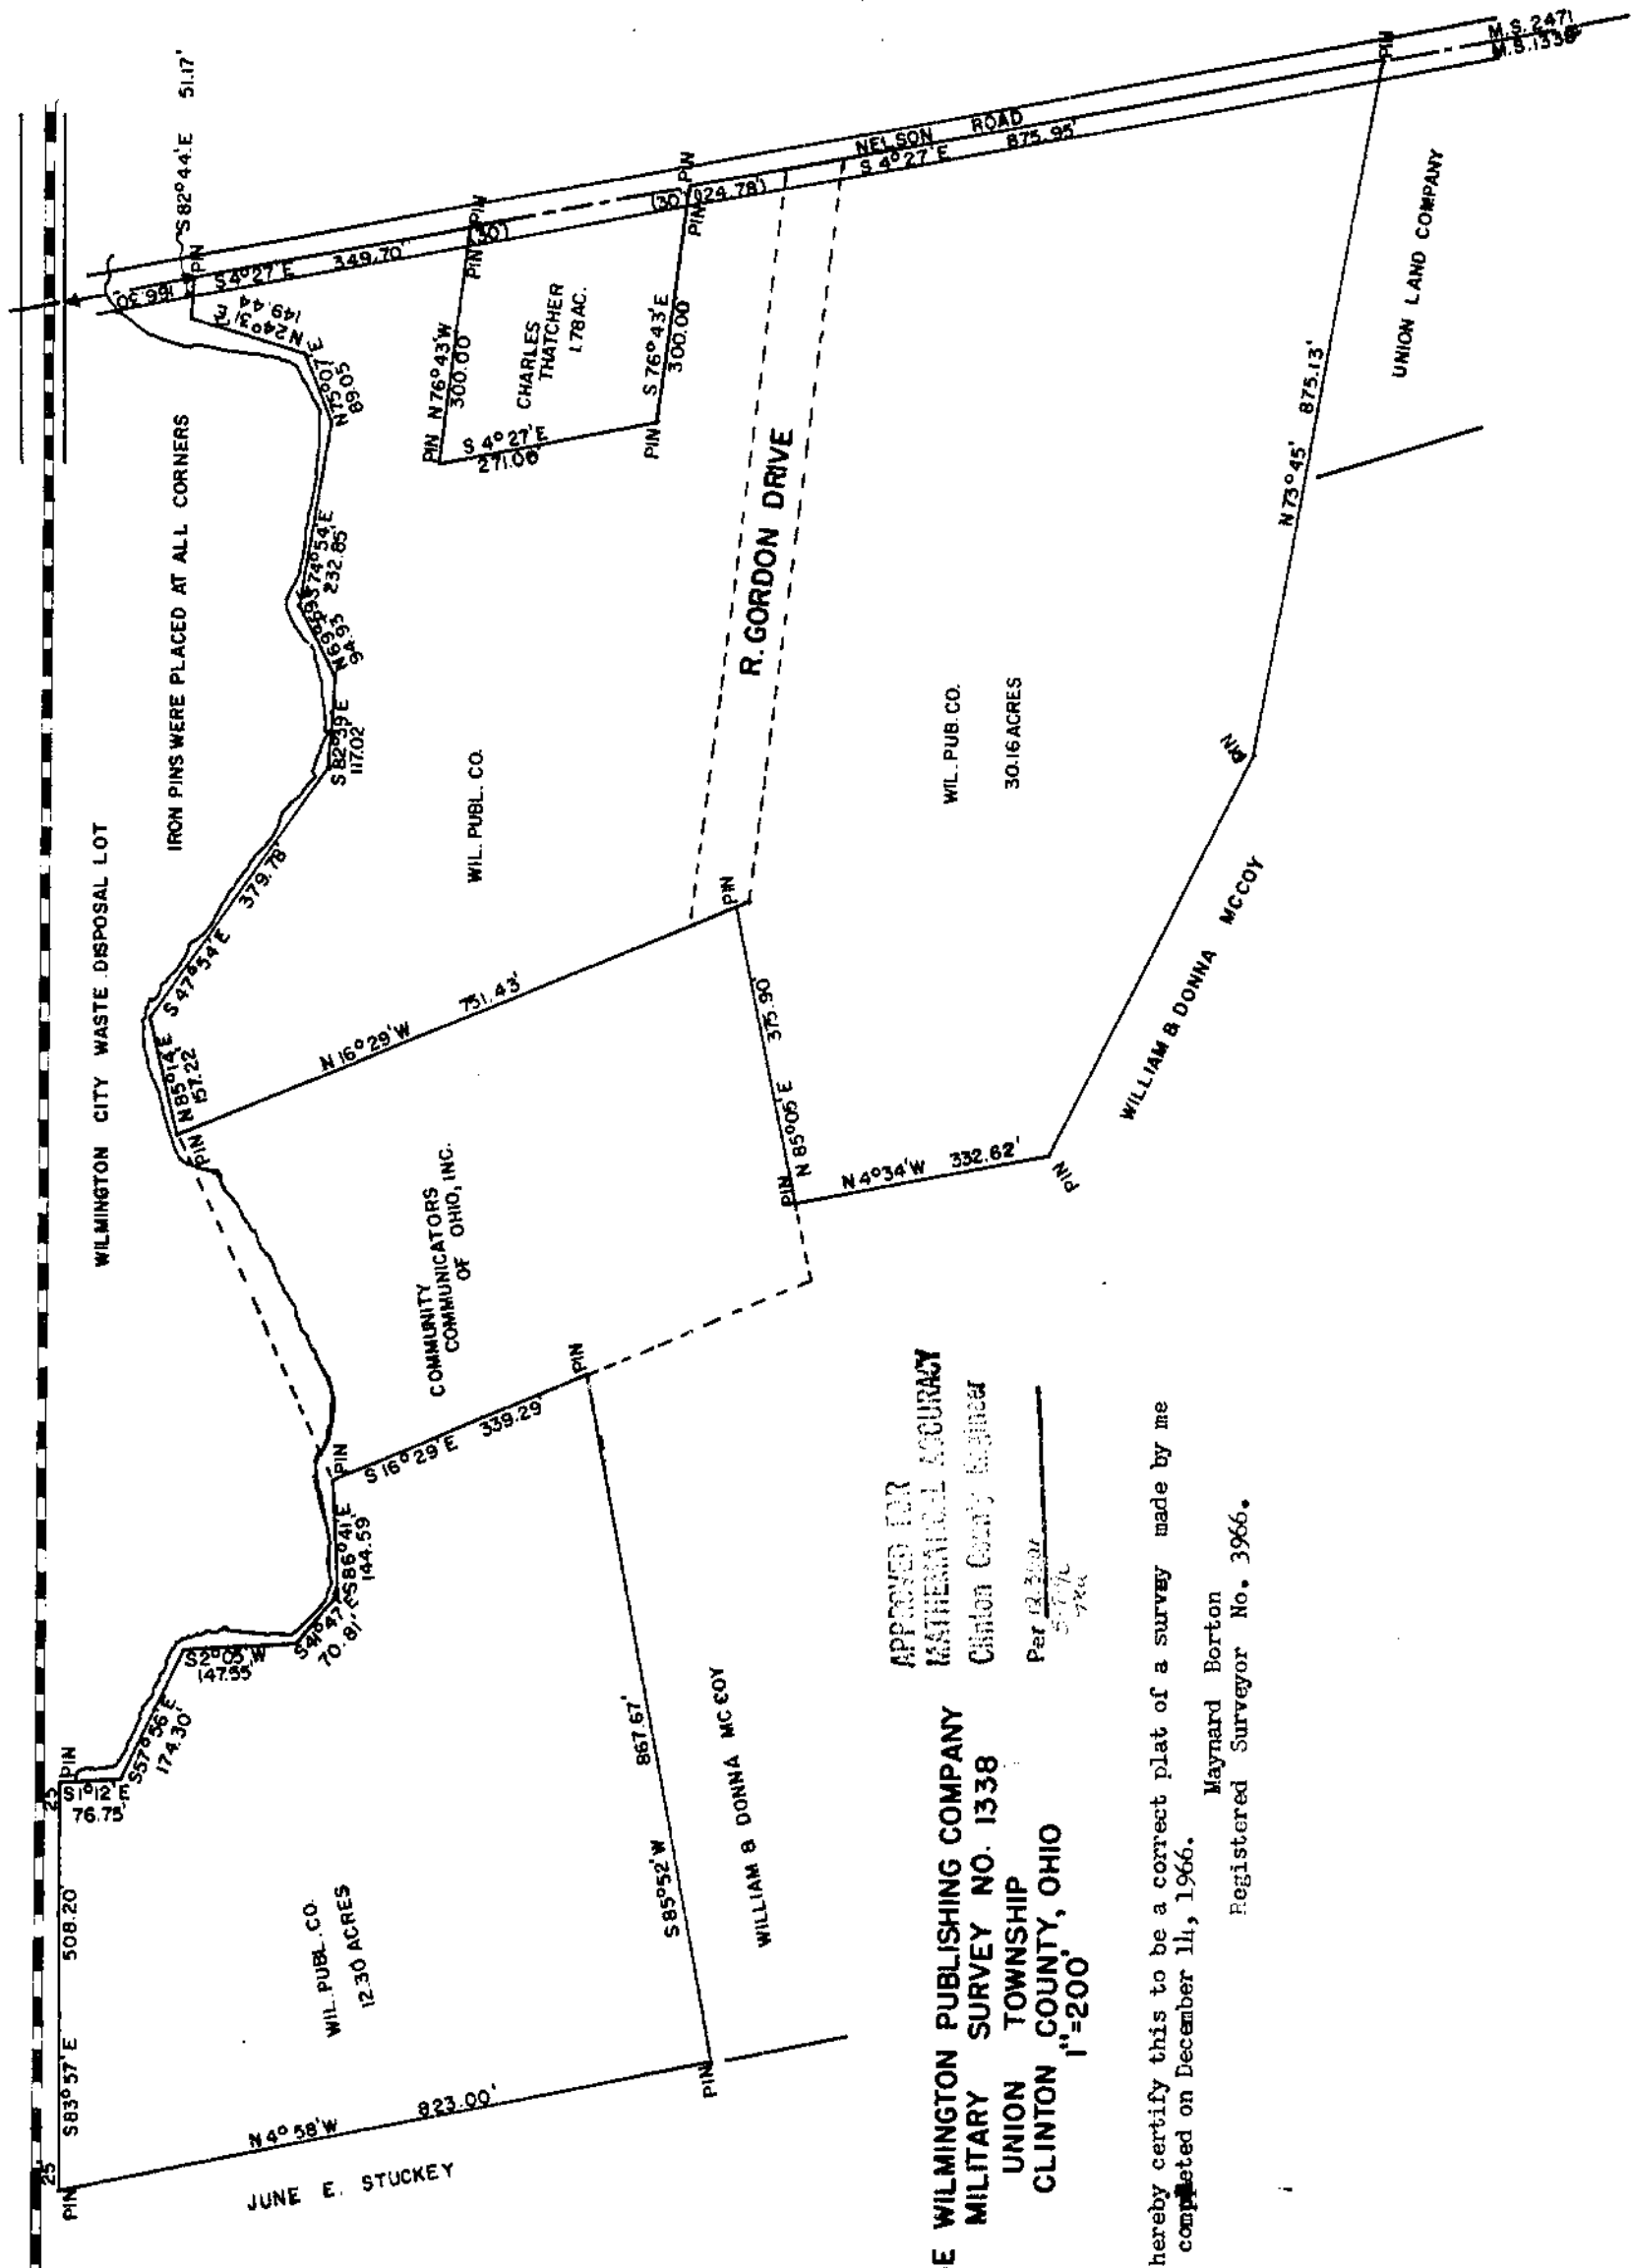 M.S. 2471
M.S. 1338
PIN
NELSON ROAD
S 4°27' E 875.95'
S 82°44' E 51.17'
PIN
166.30
S 4°27' E 349.70'
N 24°31' E
149.44
N 75°07' E
89.05
PIN
PIN
(30')
(30')
(124.78')
PIN
PIN
N 76°43' W
300.00
PIN
CHARLES
THATCHER
1.78 AC.
S 4°27' E
271.00'
S 76°43' E
300.00
PIN
UNION LAND COMPANY
N 73°45' 875.13'
IRON PINS WERE PLACED AT ALL CORNERS
74°54' E
232.85'
94.93
S 82°39' E
117.02
R. GORDON DRIVE
WIL. PUBL. CO.
WIL. PUB. CO.
30.16 ACRES
PIN
WILMINGTON CITY WASTE DISPOSAL LOT
S 47°54' E 379.78'
N 85°14' E
157.22
PIN
N 16°29' W 751.43'
PIN
N 85°05' E 375.90'
PIN
N 4°34' W 332.62'
PIN
WILLIAM & DONNA MCCOY
COMMUNITY
COMMUNICATORS
OF OHIO, INC.
PIN
S 16°29' E 339.29'
PIN
S 86°41' E
144.59
S 41°47' E
70.81'
S 2°05' W
147.55'
S 57°56' E
174.30'
PIN
S 1°12' E
76.75'
25
S 83°57' E 508.20'
25
PIN
WIL. PUBL. CO.
12.30 ACRES
S 85°52' W 867.67'
WILLIAM & DONNA MCCOY
PIN
N 4°58' W 823.00'
JUNE E. STUCKEY
APPROVED FOR
MATHEMATICAL ACCURACY
Clinton County Engineer
Per
E WILMINGTON PUBLISHING COMPANY
MILITARY SURVEY NO. 1338
UNION TOWNSHIP
CLINTON COUNTY, OHIO
1"=200'
hereby certify this to be a correct plat of a survey made by me
completed on December 14, 1966.
Maynard Borton
Registered Surveyor No. 3966.